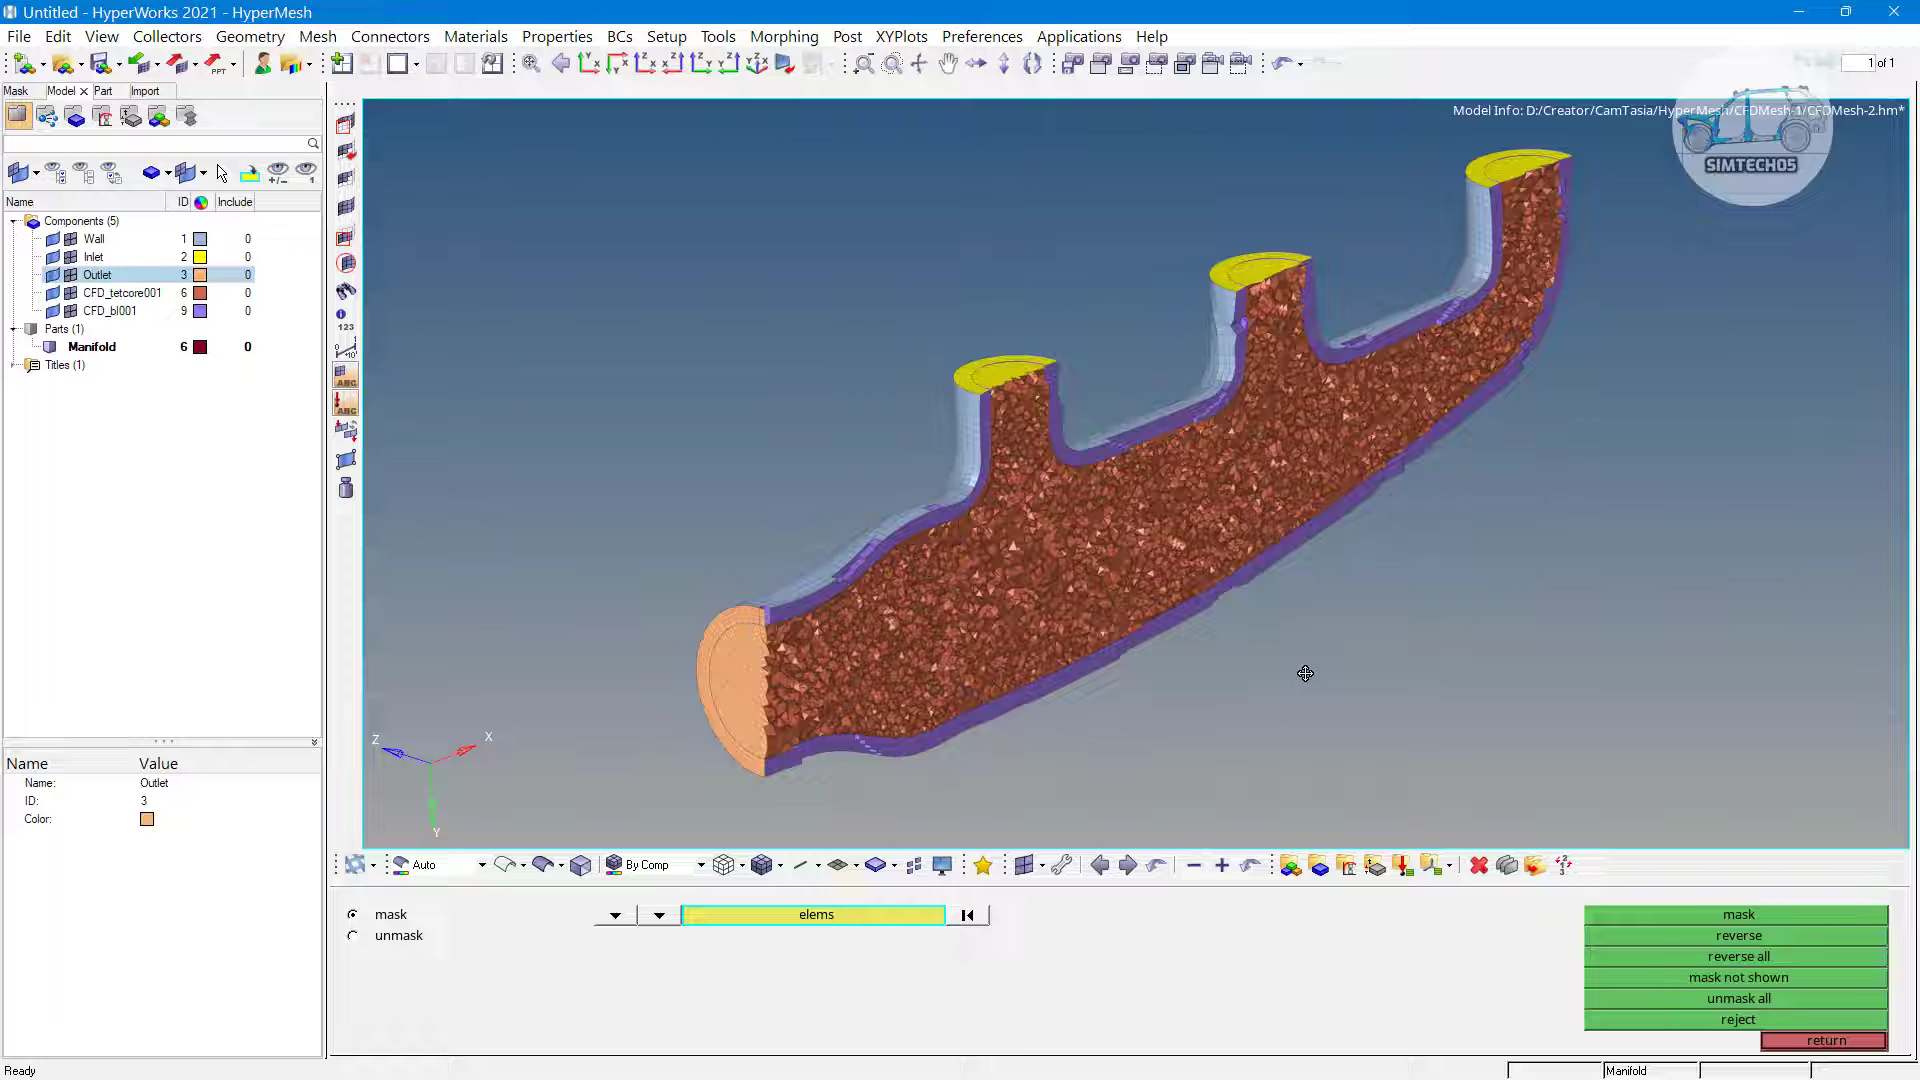 Untitled - HyperWorks 2021 - HyperMesh
File Edit View Collectors Geometry Mesh Connectors Materials Properties BCs Setup Tools Morphing Post XYPlots Preferences Applications Help
1 of 1
Mask Model Part Import
Model Info: D:/Creator/CamTasia/HyperMesh/CFDMesh-1/CFDMesh-2.hm*
SIMTECH05
Name ID Include
Components (5)
Wall 1 0
Inlet 2 0
Outlet 3 0
CFD_tetcore001 6 0
CFD_bl001 9 0
Parts (1)
Manifold 6 0
Titles (1)
123
ABC
ABC
Z X
Y
Name Value
Name: Outlet
ID: 3
Color:
Auto By Comp
mask elems mask
unmask reverse
reverse all
mask not shown
unmask all
reject
return
Ready Manifold